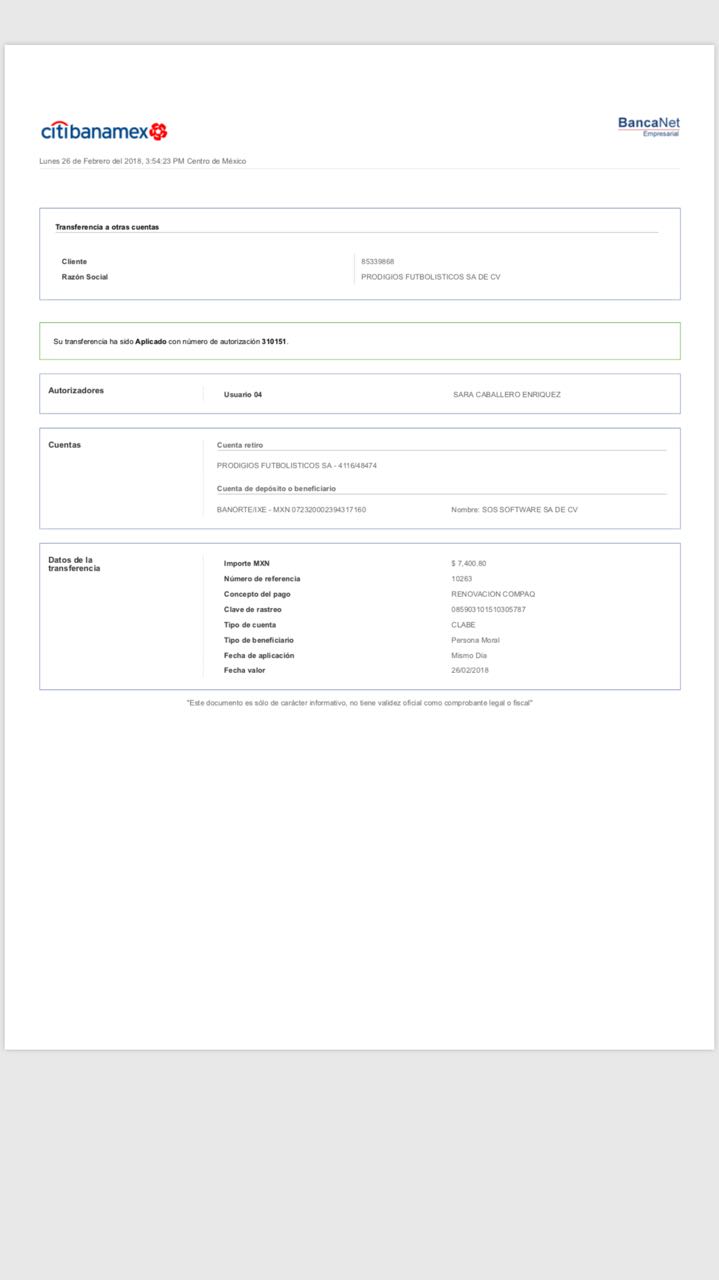 citibanamex
BancaNet
Empresarial
Lunes 26 de Febrero del 2018, 3:54:23 PM Centro de México
Transferencia a otras cuentas
Cliente 85339868
Razón Social PRODIGIOS FUTBOLISTICOS SA DE CV
Su transferencia ha sido Aplicado con número de autorización 310151.
Autorizadores Usuario 04 SARA CABALLERO ENRIQUEZ
Cuentas Cuenta retiro
PRODIGIOS FUTBOLISTICOS SA - 4116/48474
Cuenta de depósito o beneficiario
BANORTE/IXE - MXN 072320002394317160 Nombre: SOS SOFTWARE SA DE CV
Datos de la
transferencia
Importe MXN $ 7,400.80
Número de referencia 10263
Concepto del pago RENOVACION COMPAQ
Clave de rastreo 085903101510305787
Tipo de cuenta CLABE
Tipo de beneficiario Persona Moral
Fecha de aplicación Mismo Día
Fecha valor 26/02/2018
"Este documento es sólo de carácter informativo, no tiene validez oficial como comprobante legal o fiscal"